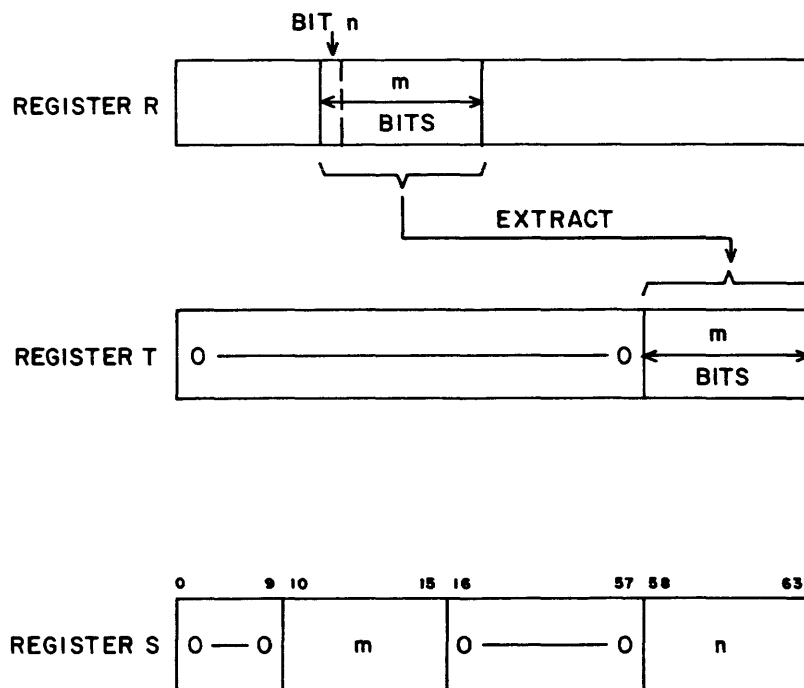 BIT n
REGISTER R
m
BITS
EXTRACT
REGISTER T
0 0
m
BITS
0 9 10 15 16 57 58 63
REGISTER S
0 0 m 0 0 n